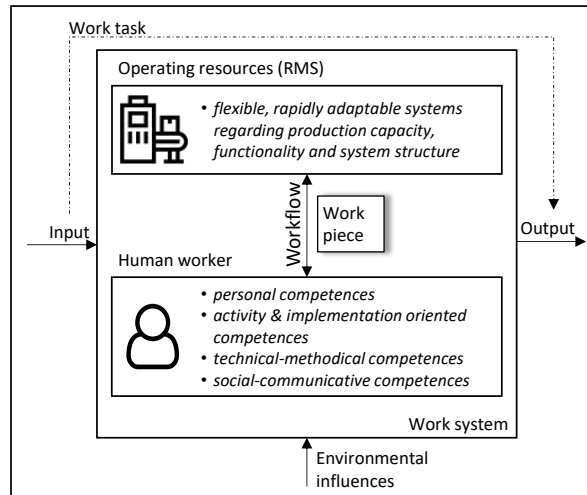 Work task
Operating resources (RMS)
• flexible, rapidly adaptable systems
regarding production capacity,
functionality and system structure
Workflow
Work
piece
Input
Output
Human worker
• personal competences
• activity & implementation oriented
competences
• technical-methodical competences
• social-communicative competences
Work system
Environmental
influences